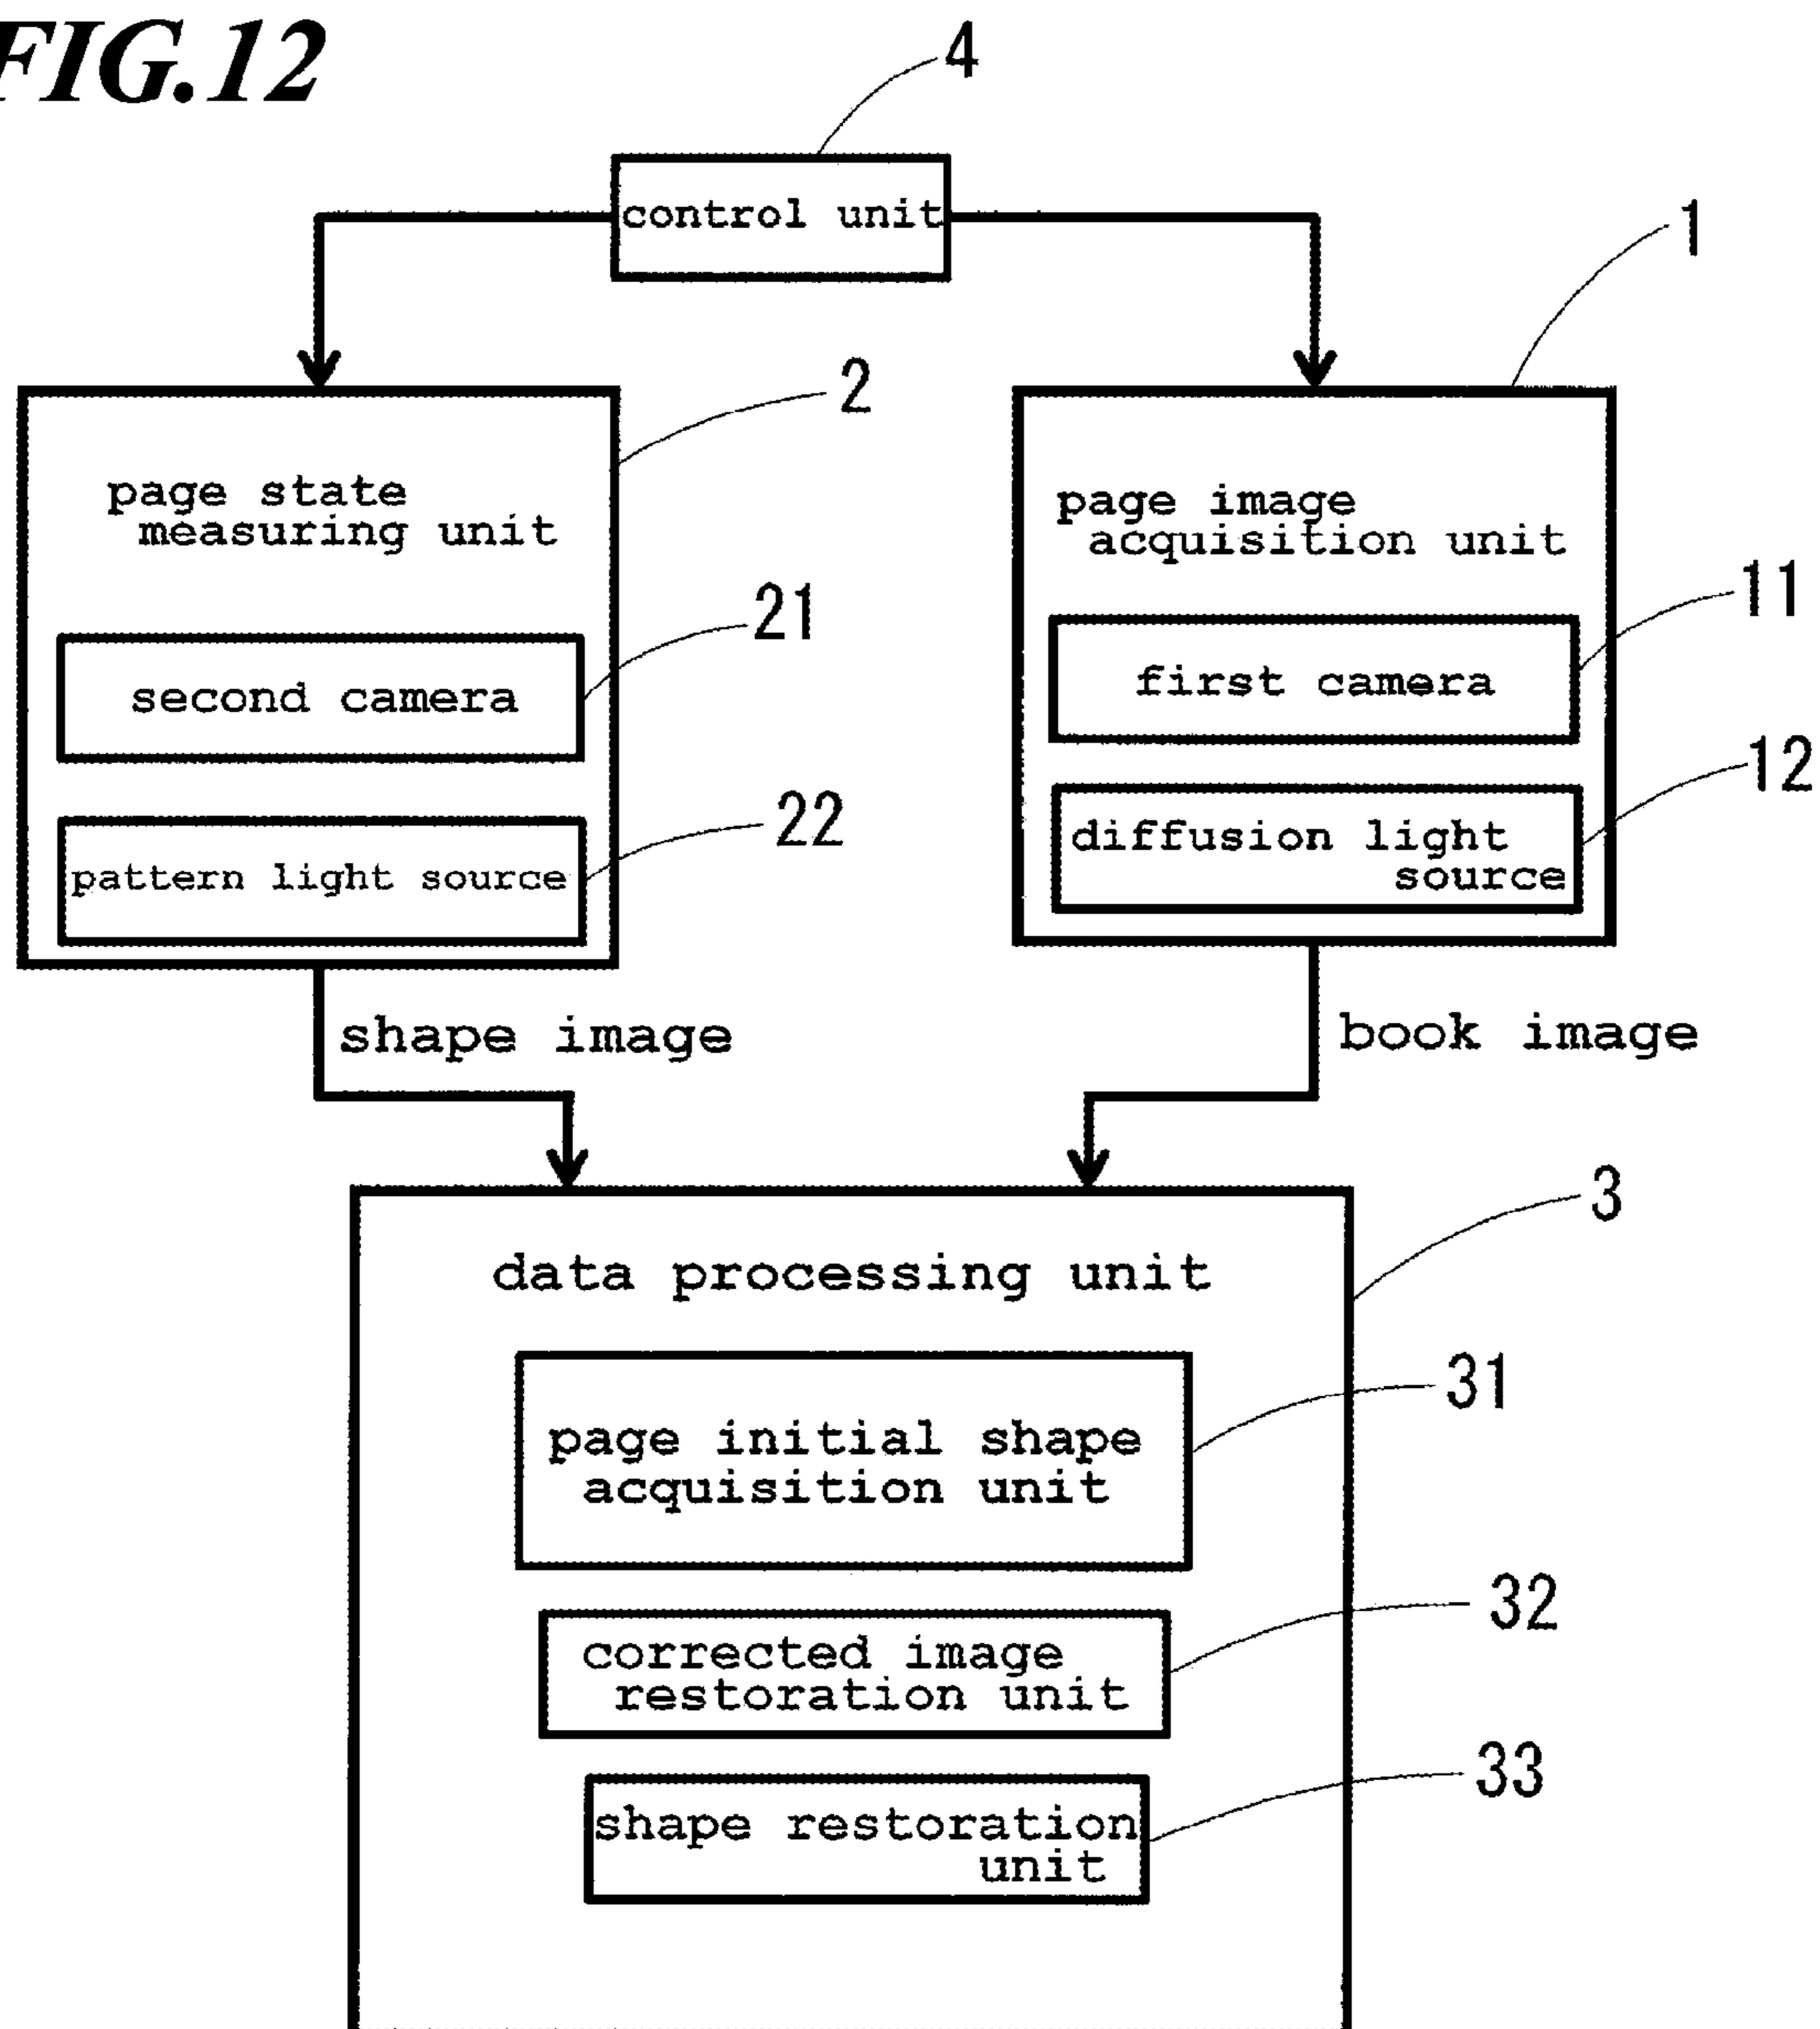 FIG.12
4
control unit
1
2
page state
measuring unit
page image
acquisition unit
21
11
second camera
first camera
22
12
pattern light source
diffusion light
source
shape image
book image
3
data processing unit
31
page initial shape
acquisition unit
32
corrected image
restoration unit
33
shape restoration
unit